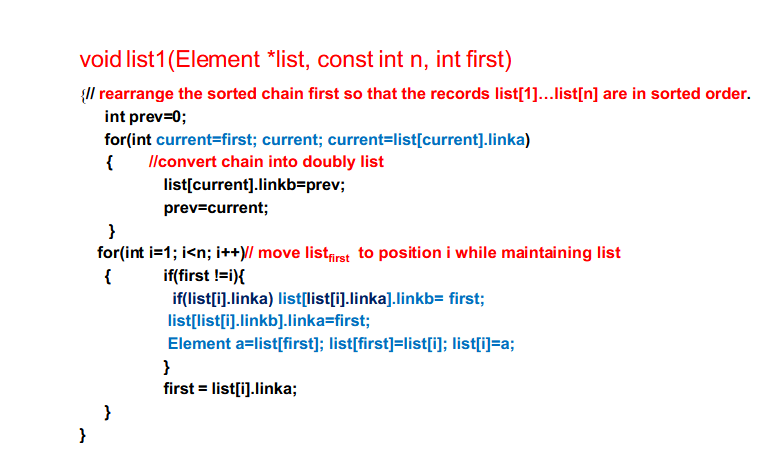 void list1(Element *list, const int n, int first)
{// rearrange the sorted chain first so that the records list[1]…list[n] are in sorted order.
int prev=0;
for(int current=first; current; current=list[current].linka)
{ //convert chain into doubly list
list[current].linkb=prev;
prev=current;
}
for(int i=1; i<n; i++)// move listfirst to position i while maintaining list
{ if(first !=i){
if(list[i].linka) list[list[i].linka].linkb= first;
list[list[i].linkb].linka=first;
Element a=list[first]; list[first]=list[i]; list[i]=a;
}
first = list[i].linka;
}
}